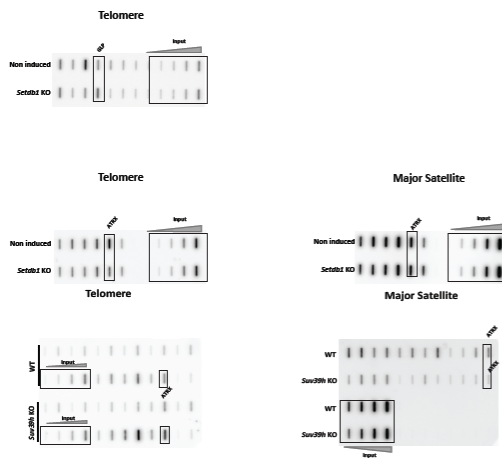 Telomere
GLP
Input
Non induced
Setdb1 KO
Telomere
ATRX
Input
Non induced
Setdb1 KO
Major Satellite
ATRX
Input
Non induced
Setdb1 KO
Telomere
WT
Input
ATRX
Suv39h KO
Input
Major Satellite
ATRX
WT
ATRX
Suv39h KO
WT
Suv39h KO
Input